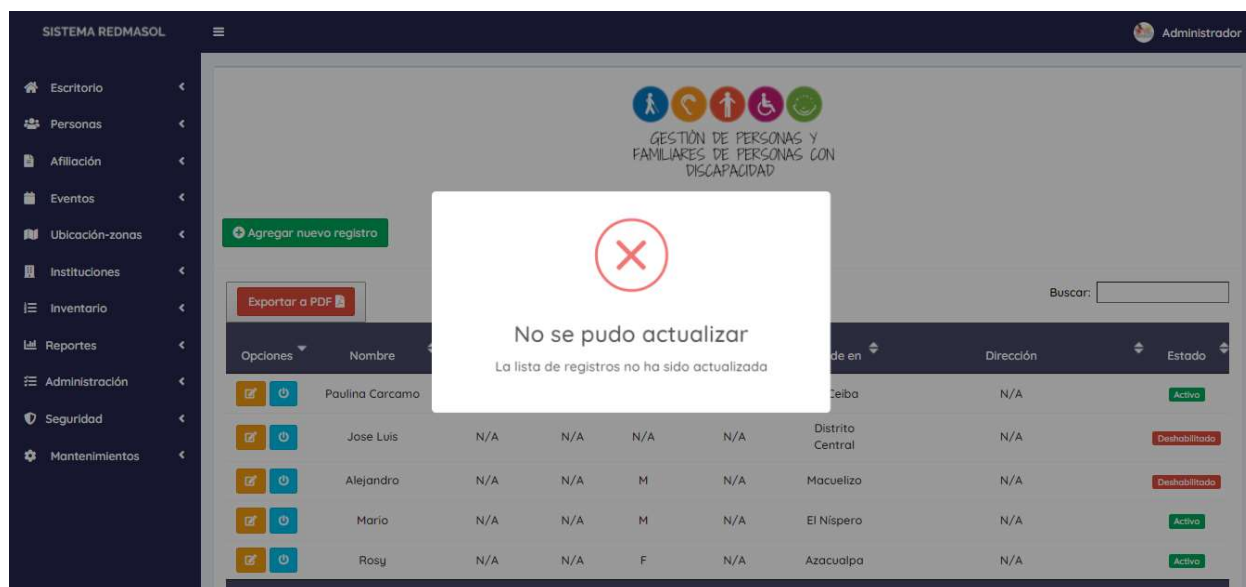 SISTEMA REDMASOL
Administrador
Escritorio
Personas
Afiliación
Eventos
Ubicación-zonas
Instituciones
Inventario
Reportes
Administración
Seguridad
Mantenimientos
GESTIÓN DE PERSONAS Y
FAMILIARES DE PERSONAS CON
DISCAPACIDAD
Agregar nuevo registro
Exportar a PDF
Buscar:
No se pudo actualizar
La lista de registros no ha sido actualizada
Opciones Nombre de en Dirección Estado
Paulina Carcamo Ceiba N/A Activo
Jose Luis N/A N/A N/A N/A Distrito
Central N/A Deshabilitado
Alejandro N/A N/A M N/A Macuelizo N/A Deshabilitado
Mario N/A N/A M N/A El Níspero N/A Activo
Rosy N/A N/A F N/A Azacualpa N/A Activo